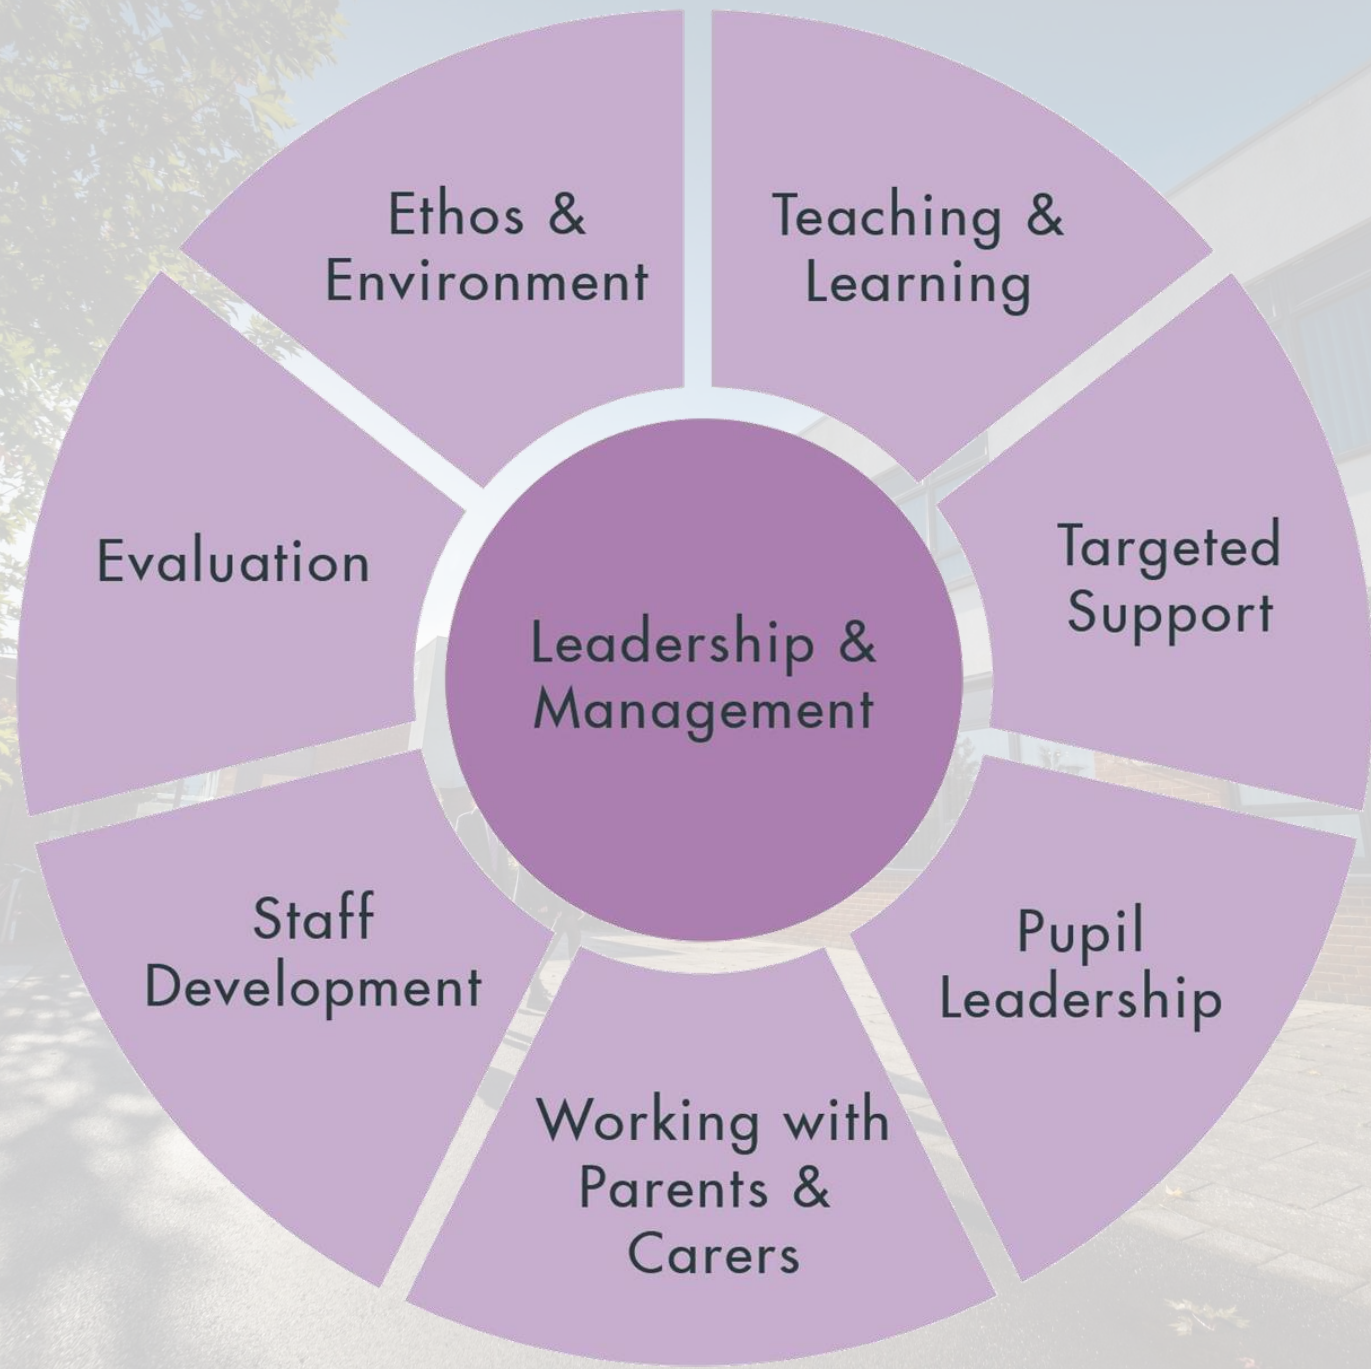 Ethos &
Environment
Teaching &
Learning
Targeted
Support
Pupil
Leadership
Working with
Parents &
Carers
Staff
Development
Evaluation
Leadership &
Management